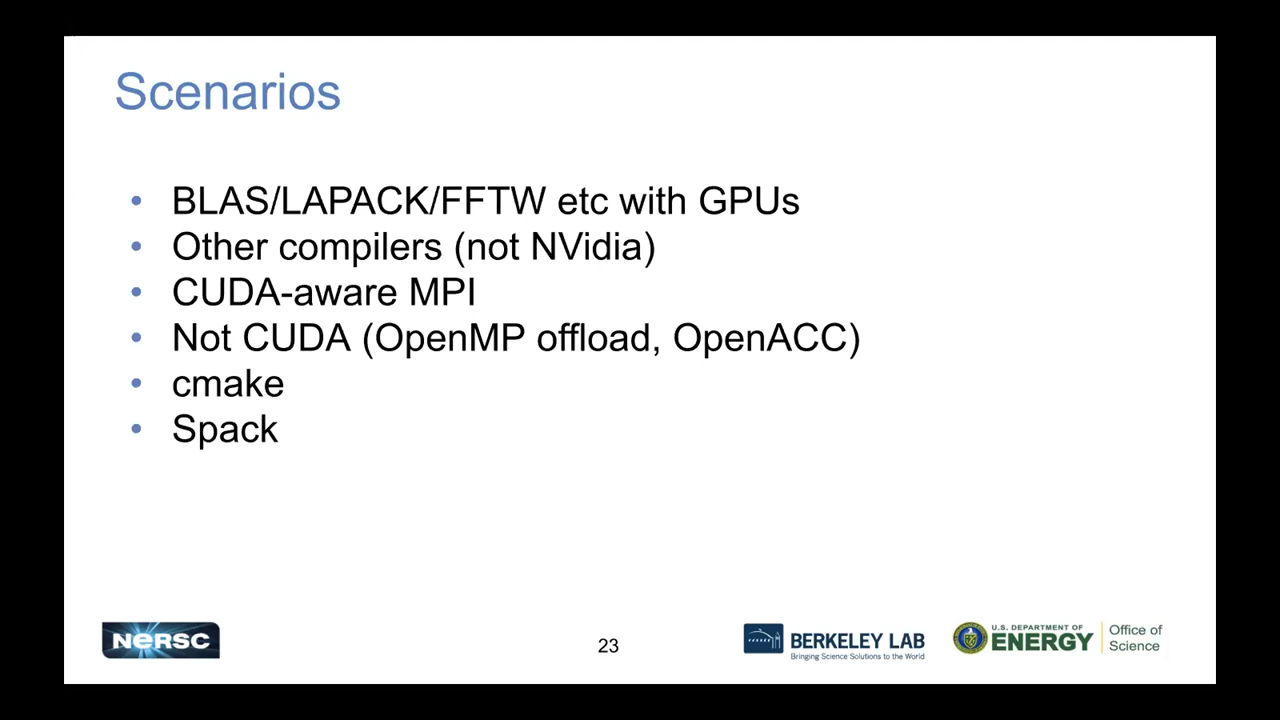 Scenarios
• BLAS/LAPACK/FFTW etc with GPUs
• Other compilers (not NVidia)
• CUDA-aware MPI
• Not CUDA (OpenMP offload, OpenACC)
• cmake
• Spack
NERSC
23
BERKELEY LAB
Bringing Science Solutions to the World
U.S. DEPARTMENT OF
ENERGY
Office of
Science